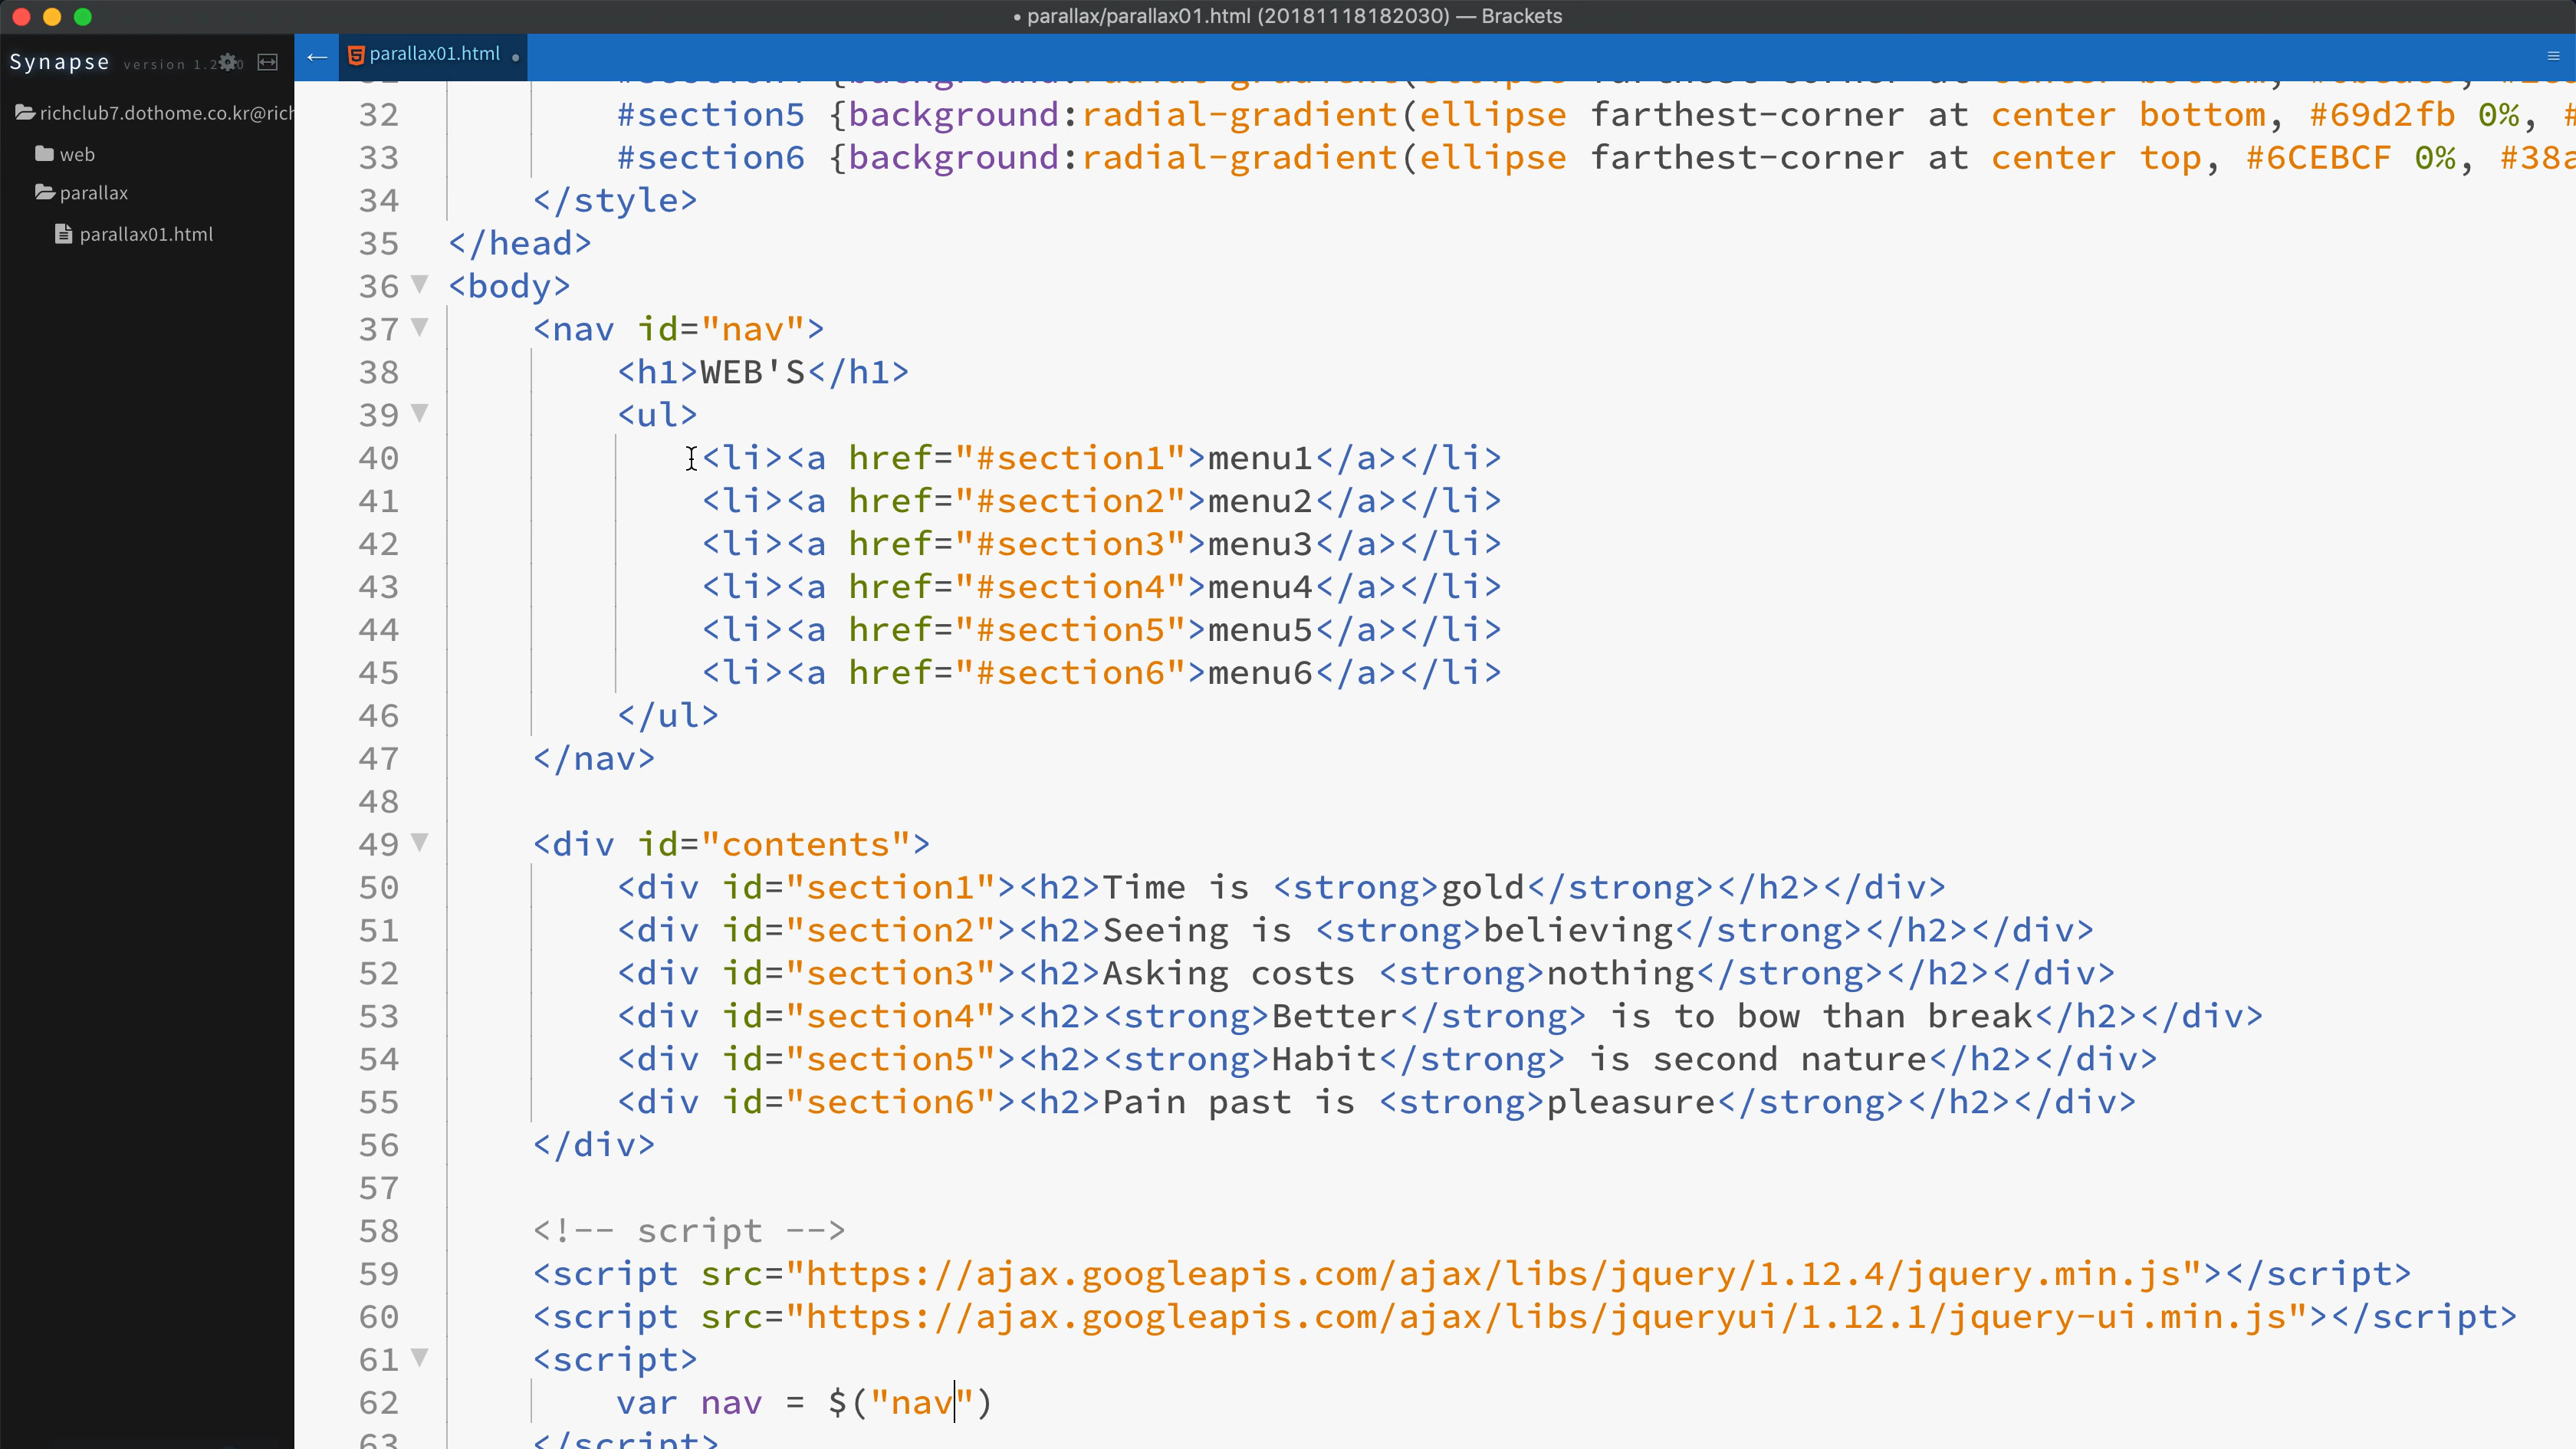 • parallax/parallax01.html (20181118182030) — Brackets
Synapse version
← parallax01.html •
richclub7.dothome.co.kr@rich
web
parallax
parallax01.html
32 #section5 {background:radial-gradient(ellipse farthest-corner at center bottom, #69d2fb 0%, #
33 #section6 {background:radial-gradient(ellipse farthest-corner at center top, #6CEBCF 0%, #38a
34 </style>
35 </head>
36 <body>
37 <nav id="nav">
38 <h1>WEB'S</h1>
39 <ul>
40 <li><a href="#section1">menu1</a></li>
41 <li><a href="#section2">menu2</a></li>
42 <li><a href="#section3">menu3</a></li>
43 <li><a href="#section4">menu4</a></li>
44 <li><a href="#section5">menu5</a></li>
45 <li><a href="#section6">menu6</a></li>
46 </ul>
47 </nav>
48
49 <div id="contents">
50 <div id="section1"><h2>Time is <strong>gold</strong></h2></div>
51 <div id="section2"><h2>Seeing is <strong>believing</strong></h2></div>
52 <div id="section3"><h2>Asking costs <strong>nothing</strong></h2></div>
53 <div id="section4"><h2><strong>Better</strong> is to bow than break</h2></div>
54 <div id="section5"><h2><strong>Habit</strong> is second nature</h2></div>
55 <div id="section6"><h2>Pain past is <strong>pleasure</strong></h2></div>
56 </div>
57
58 <!-- script -->
59 <script src="https://ajax.googleapis.com/ajax/libs/jquery/1.12.4/jquery.min.js"></script>
60 <script src="https://ajax.googleapis.com/ajax/libs/jqueryui/1.12.1/jquery-ui.min.js"></script>
61 <script>
62 var nav = $("nav")
63 </script>